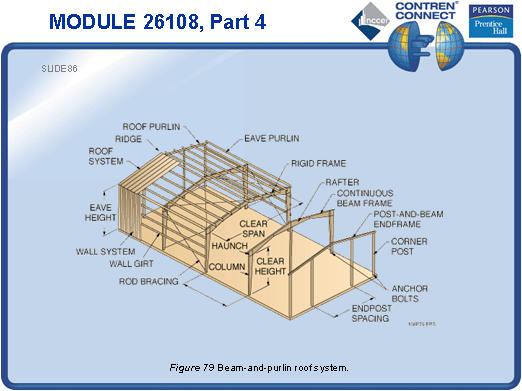 MODULE 26108, Part 4
nccer
CONTREN
CONNECT
PEARSON
Prentice
Hall
SLIDE 86
ROOF PURLIN
RIDGE
ROOF
SYSTEM
EAVE PURLIN
RIGID FRAME
RAFTER
CONTINUOUS
BEAM FRAME
POST-AND-BEAM
ENDFRAME
EAVE
HEIGHT
CLEAR
SPAN
HAUNCH
CORNER
POST
WALL SYSTEM
WALL GIRT
COLUMN
CLEAR
HEIGHT
ROD BRACING
ANCHOR
BOLTS
ENDPOST
SPACING
Figure 79 Beam-and-purlin roof system.